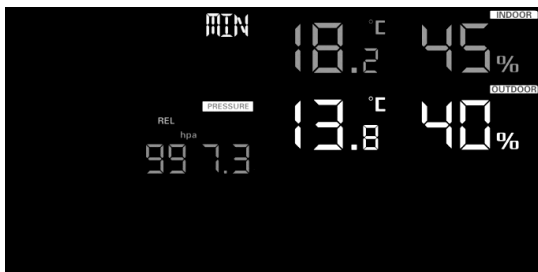 MIN
INDOOR
18.2 °C 45%
OUTDOOR
13.8 °C 40%
PRESSURE
REL
hpa
997.3